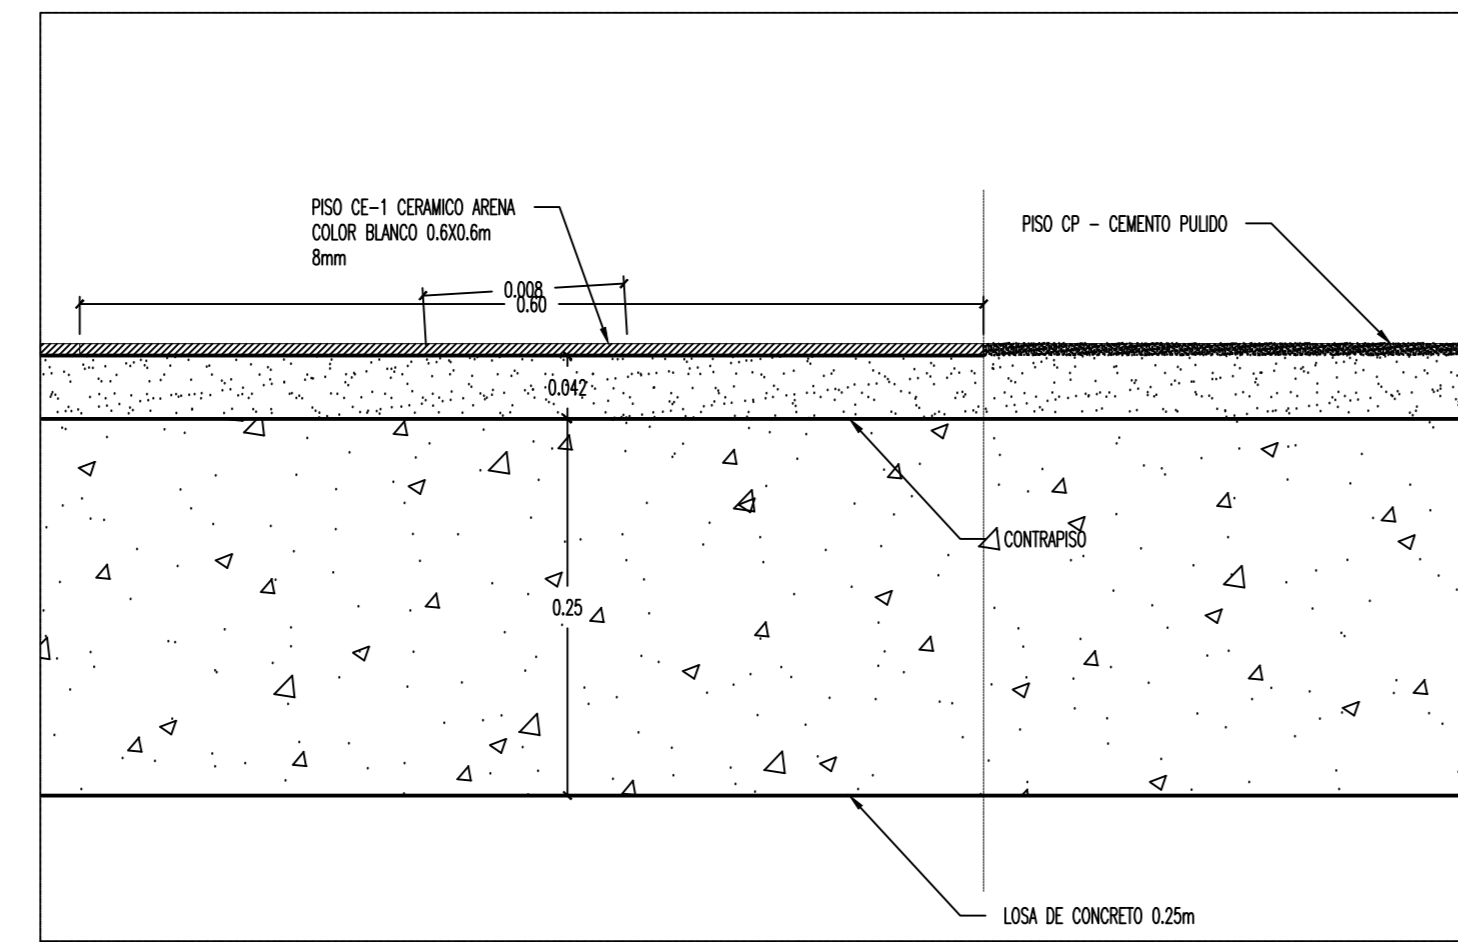 PISO CE-1 CERAMICO ARENA
COLOR BLANCO 0.6X0.6m
8mm
PISO CP - CEMENTO PULIDO
0.008
0.60
0.042
CONTRAPISO
0.25
LOSA DE CONCRETO 0.25m